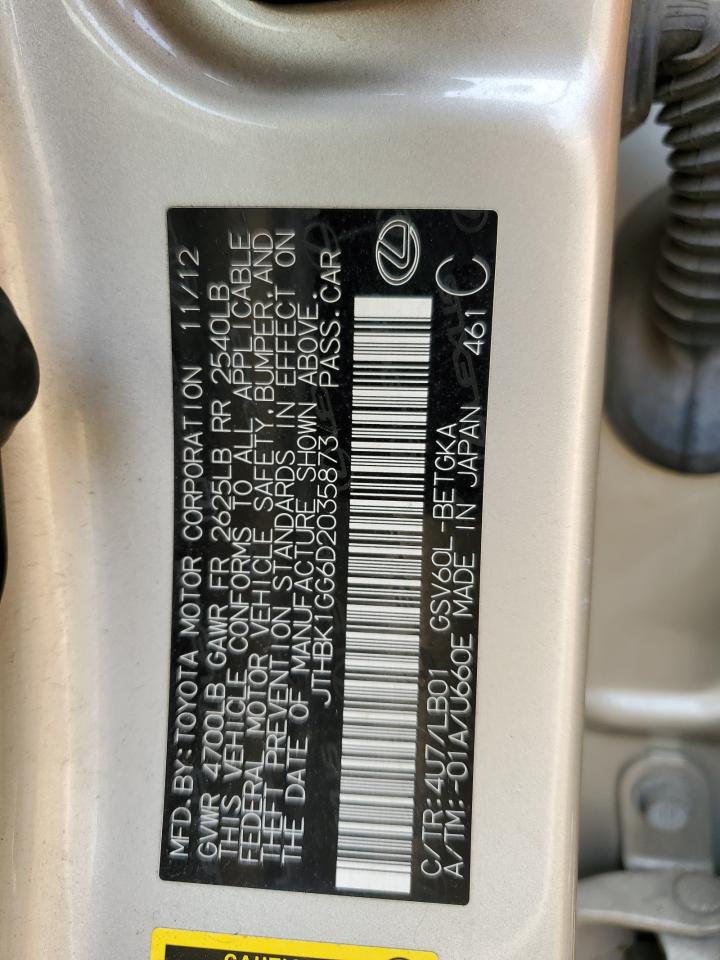 MFD.BY:TOYOTA MOTOR CORPORATION 11/12
GVWR 4700LB GAWR FR 2625LB RR 2540LB
THIS VEHICLE CONFORMS TO ALL APPLICABLE
FEDERAL MOTOR VEHICLE SAFETY,BUMPER,AND
THEFT PREVENTION STANDARDS IN EFFECT ON
THE DATE OF MANUFACTURE SHOWN ABOVE.
JTHBK1GG6D2035873 PASS.CAR
C/TR:4U7/LB01 GSV60L-BETGKA
A/TM:-01A/U660E MADE IN JAPAN 461 C